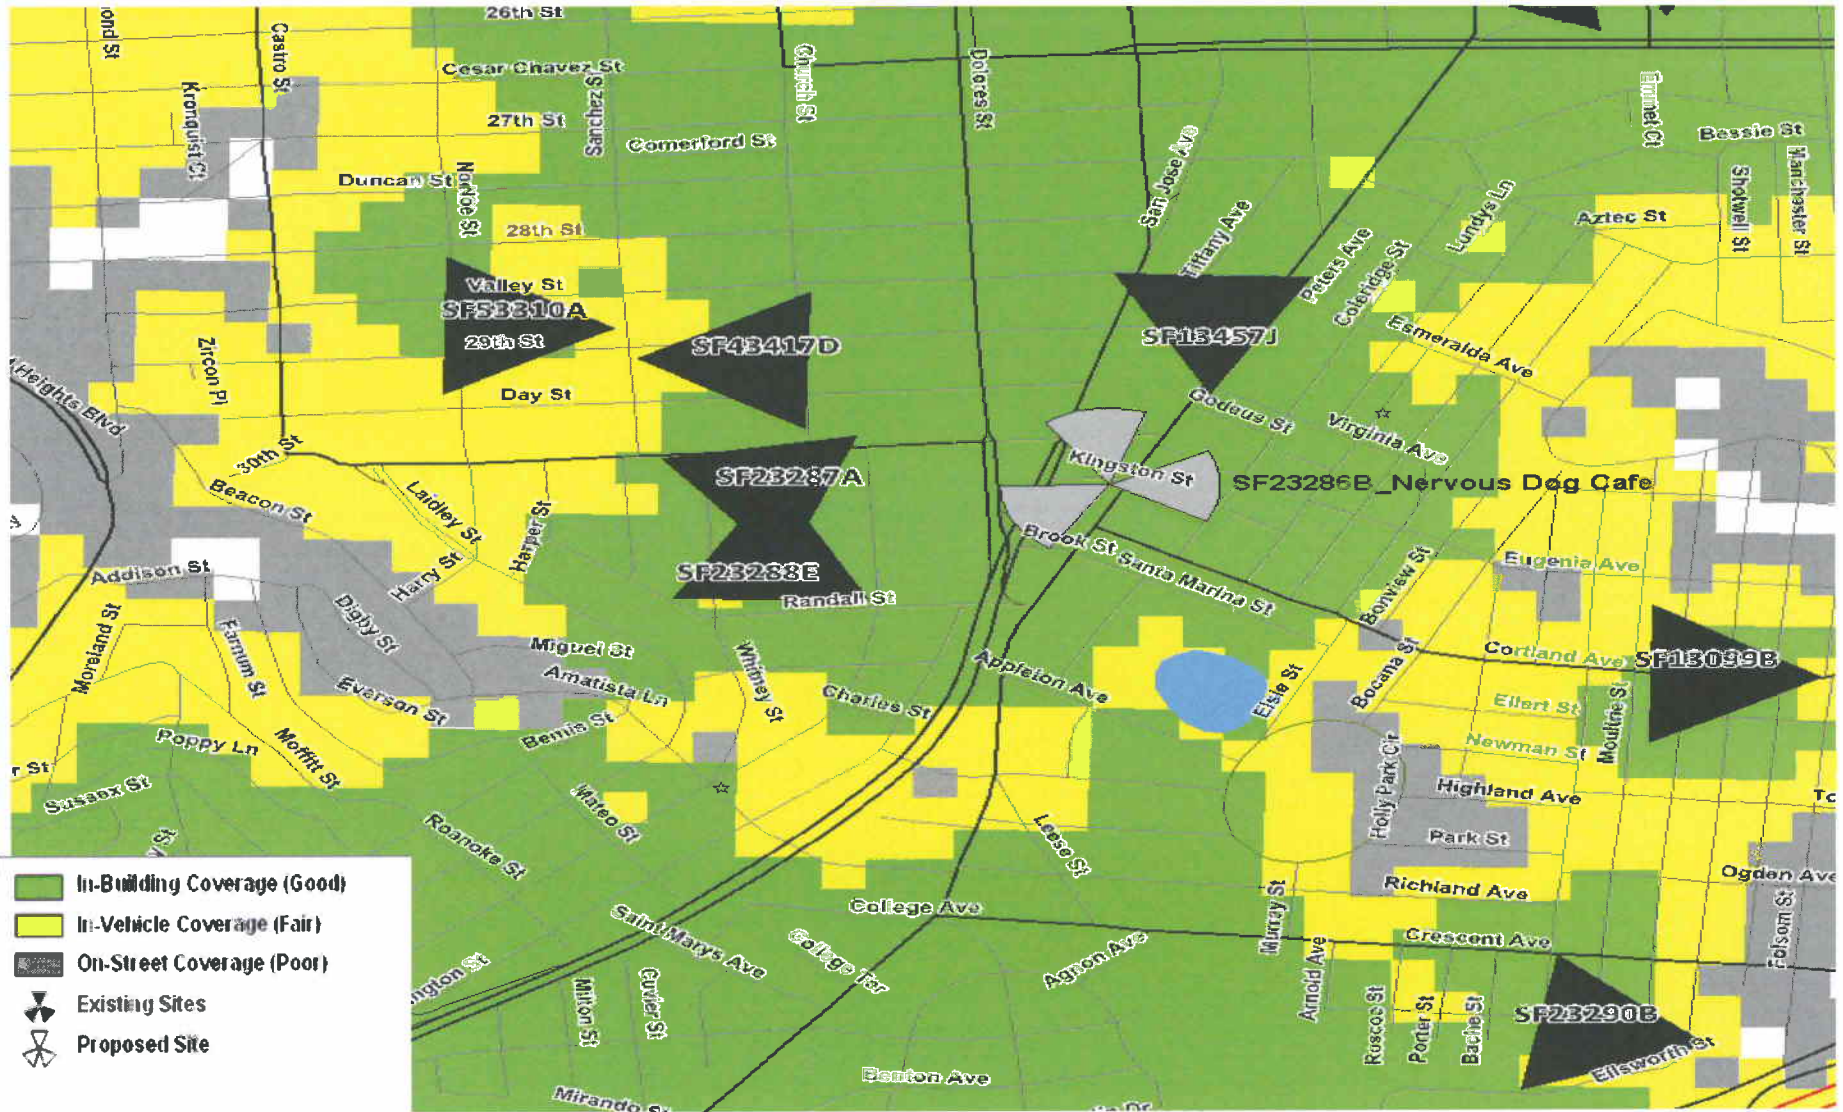 26th St
ond St
Castro St
Cesar Chavez St
Church St
Dolores St
Kronquist Ct
27th St
Sanchez St
Comerford St
Emmet Ct
Bessie St
Duncan St
Noe St
San Jose Ave
Shotwell St
Manchester St
28th St
Tiffany Ave
Lundys Ln
Aztec St
Valley St
Peters Ave
Coleridge St
SF53310A
29th St
SF43417D
SF13457J
Esmeralda Ave
Zircon Pl
Heights Blvd
Day St
Godeus St
Virginia Ave
30th St
Beacon St
Laidley St
Harper St
SF23287A
Kingston St
SF23286B_Nervous Dog Cafe
Brook St
Santa Marina St
Bonview St
Eugenia Ave
Addison St
Harry St
SF23288E
Randall St
Digby St
Moreland St
Farnum St
Miguel St
Whitney St
Appleton Ave
Elsie St
Bocana St
Cortland Ave
SF13099B
Amatista Ln
Everson St
Charles St
Ellert St
Moultrie St
Bemis St
Poppy Ln
Moffitt St
Newman St
r St
Sussex St
Mateo St
Holly Park Cir
Highland Ave
To
Roanoke St
Leese St
Park St
y St
Ogden Ave
Richland Ave
College Ave
Murray St
Folsom St
Saint Marys Ave
College Ter
Agnon Ave
Arnold Ave
Crescent Ave
ngton St
Milton St
Cuvier St
Roscoe St
Porter St
Bache St
SF23290B
Ellsworth St
Benton Ave
Mirando St
In-Building Coverage (Good)
In-Vehicle Coverage (Fair)
On-Street Coverage (Poor)
Existing Sites
Proposed Site